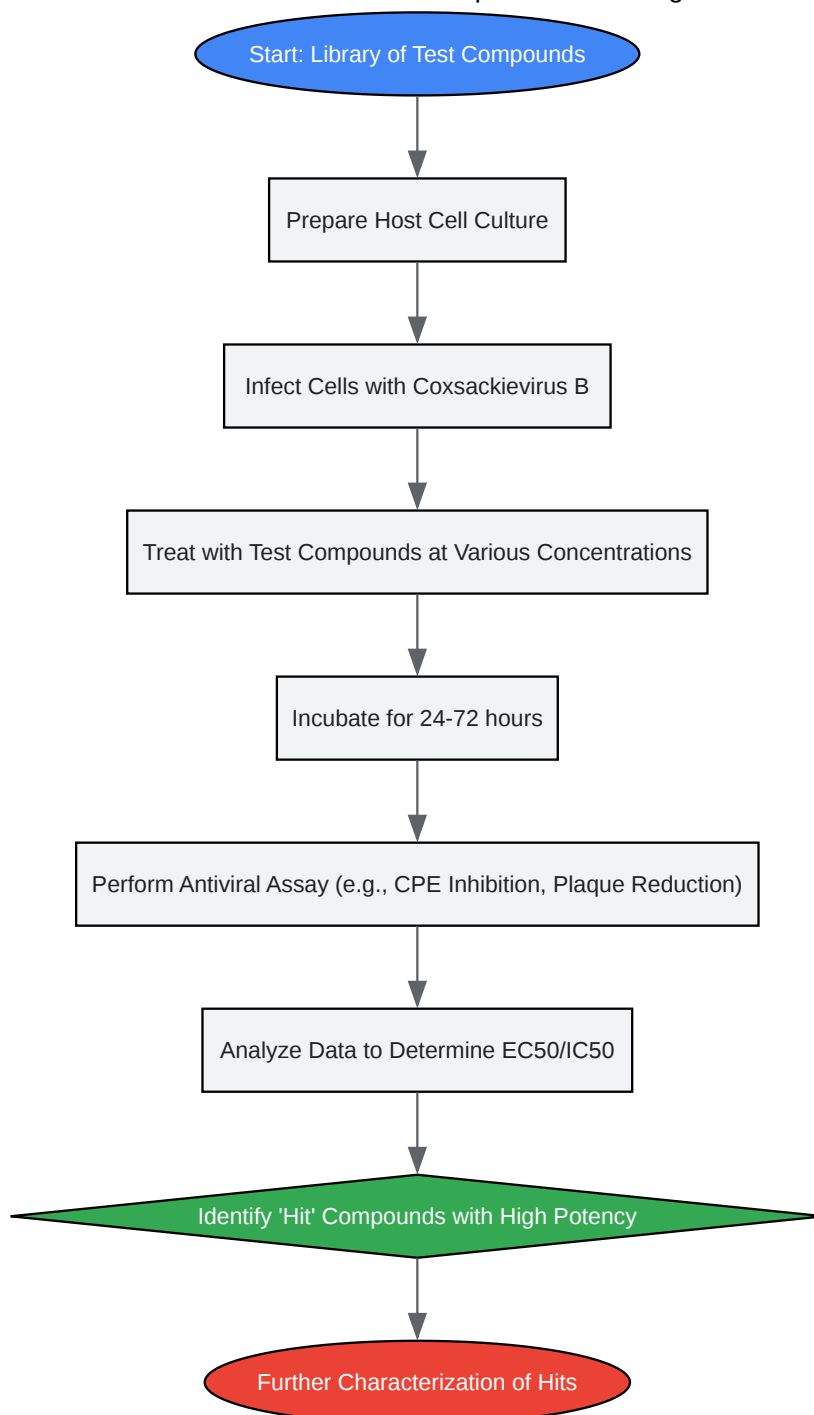 Start: Library of Test Compounds
Prepare Host Cell Culture
Infect Cells with Coxsackievirus B
Treat with Test Compounds at Various Concentrations
Incubate for 24-72 hours
Perform Antiviral Assay (e.g., CPE Inhibition, Plaque Reduction)
Analyze Data to Determine EC50/IC50
Identify 'Hit' Compounds with High Potency
Further Characterization of Hits